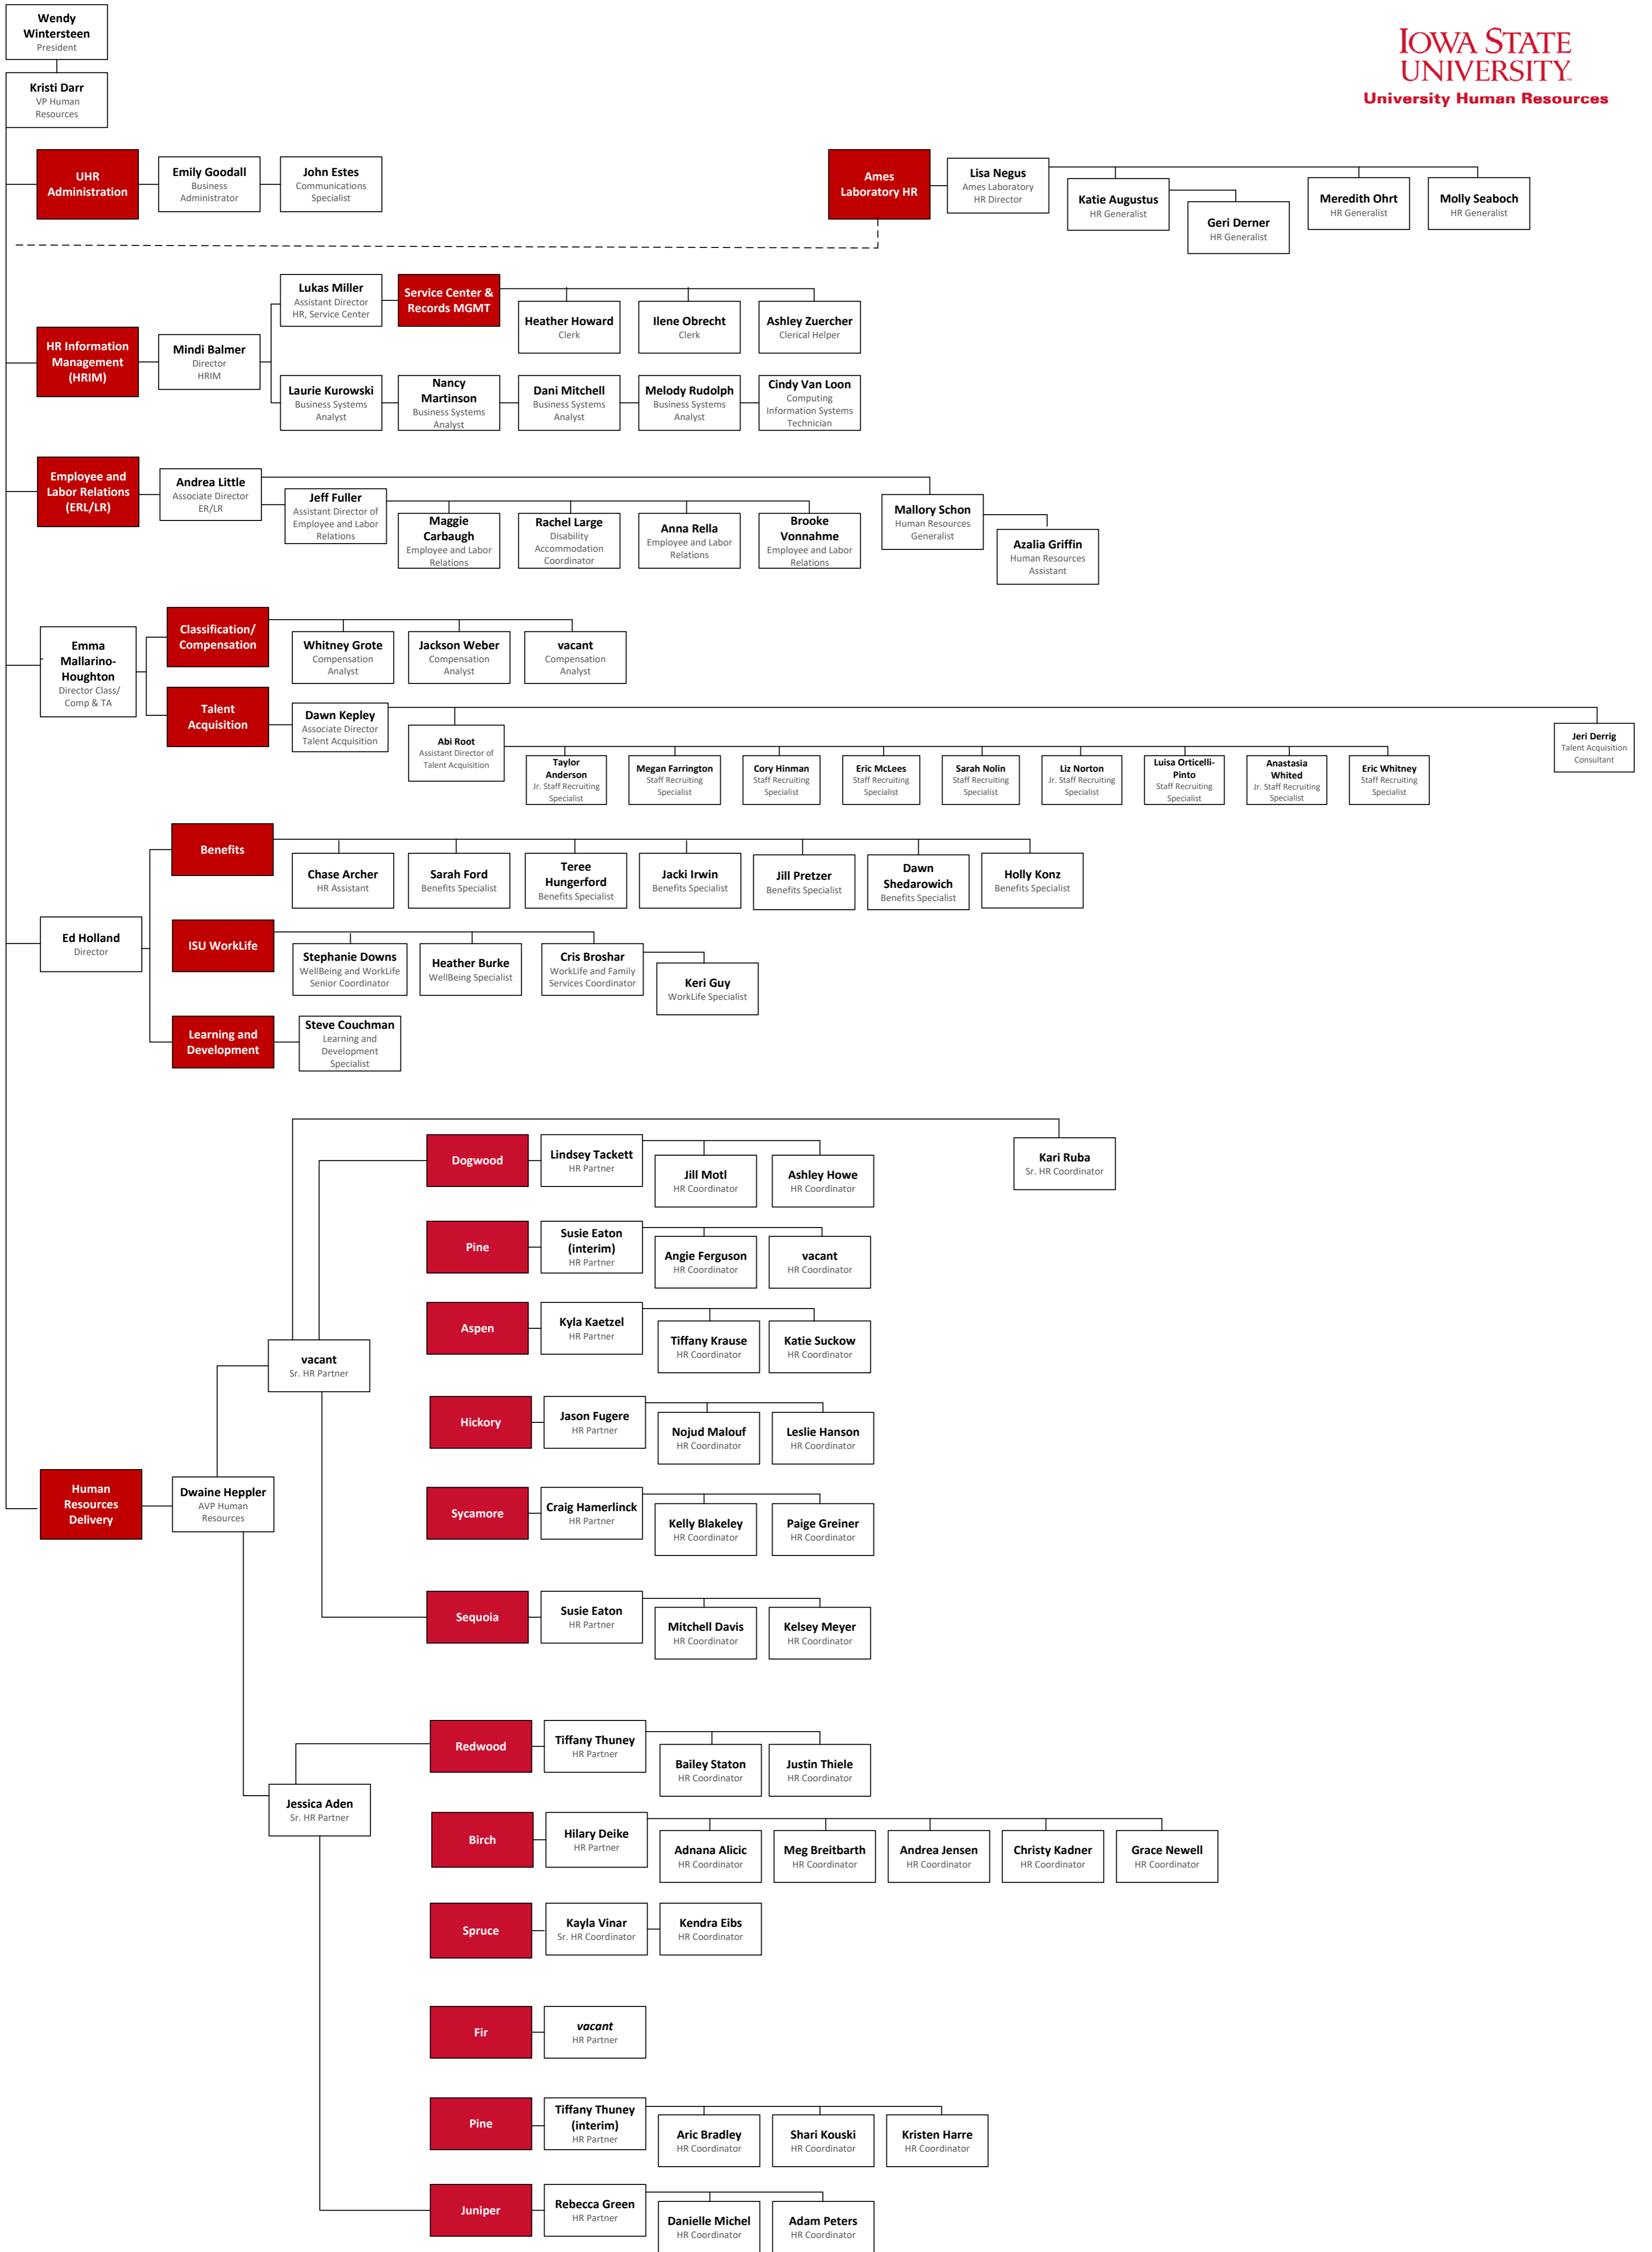 Wendy
Wintersteen
President
IOWA STATE
UNIVERSITY™
University Human Resources
Kristi Darr
VP Human
Resources
UHR
Administration
Emily Goodall
Business
Administrator
John Estes
Communications
Specialist
Ames
Laboratory HR
Lisa Negus
Ames Laboratory
HR Director
Katie Augustus
HR Generalist
Geri Derner
HR Generalist
Meredith Ohrt
HR Generalist
Molly Seaboch
HR Generalist
HR Information
Management
(HRIM)
Mindi Balmer
Director
HRIM
Lukas Miller
Assistant Director
HR, Service Center
Service Center &
Records MGMT
Heather Howard
Clerk
Ilene Obrecht
Clerk
Ashley Zuercher
Clerical Helper
Laurie Kurowski
Business Systems
Analyst
Nancy
Martinson
Business Systems
Analyst
Dani Mitchell
Business Systems
Analyst
Melody Rudolph
Business Systems
Analyst
Cindy Van Loon
Computing
Information Systems
Technician
Employee and
Labor Relations
(ERL/LR)
Andrea Little
Associate Director
ER/LR
Jeff Fuller
Assistant Director of
Employee and Labor
Relations
Maggie
Carbaugh
Employee and Labor
Relations
Rachel Large
Disability
Accommodation
Coordinator
Anna Rella
Employee and Labor
Relations
Brooke
Vonnahme
Employee and Labor
Relations
Mallory Schon
Human Resources
Generalist
Azalia Griffin
Human Resources
Assistant
Emma
Mallarino-
Houghton
Director Class/
Comp & TA
Classification/
Compensation
Whitney Grote
Compensation
Analyst
Jackson Weber
Compensation
Analyst
vacant
Compensation
Analyst
Talent
Acquisition
Dawn Kepley
Associate Director
Talent Acquisition
Abi Root
Assistant Director of
Talent Acquisition
Taylor
Anderson
Jr. Staff Recruiting
Specialist
Megan Farrington
Staff Recruiting
Specialist
Cory Hinman
Staff Recruiting
Specialist
Eric McLees
Staff Recruiting
Specialist
Sarah Nolin
Staff Recruiting
Specialist
Liz Norton
Jr. Staff Recruiting
Specialist
Luisa Orticelli-
Pinto
Staff Recruiting
Specialist
Anastasia
Whited
Jr. Staff Recruiting
Specialist
Eric Whitney
Staff Recruiting
Specialist
Jeri Derrig
Talent Acquisition
Consultant
Ed Holland
Director
Benefits
Chase Archer
HR Assistant
Sarah Ford
Benefits Specialist
Teree
Hungerford
Benefits Specialist
Jacki Irwin
Benefits Specialist
Jill Pretzer
Benefits Specialist
Dawn
Shedarowich
Benefits Specialist
Holly Konz
Benefits Specialist
ISU WorkLife
Stephanie Downs
WellBeing and WorkLife
Senior Coordinator
Heather Burke
WellBeing Specialist
Cris Broshar
WorkLife and Family
Services Coordinator
Keri Guy
WorkLife Specialist
Learning and
Development
Steve Couchman
Learning and
Development
Specialist
Human
Resources
Delivery
Dwaine Heppler
AVP Human
Resources
vacant
Sr. HR Partner
Kari Ruba
Sr. HR Coordinator
Dogwood
Lindsey Tackett
HR Partner
Jill Motl
HR Coordinator
Ashley Howe
HR Coordinator
Pine
Susie Eaton
(interim)
HR Partner
Angie Ferguson
HR Coordinator
vacant
HR Coordinator
Aspen
Kyla Kaetzel
HR Partner
Tiffany Krause
HR Coordinator
Katie Suckow
HR Coordinator
Hickory
Jason Fugere
HR Partner
Nojud Malouf
HR Coordinator
Leslie Hanson
HR Coordinator
Sycamore
Craig Hamerlinck
HR Partner
Kelly Blakeley
HR Coordinator
Paige Greiner
HR Coordinator
Sequoia
Susie Eaton
HR Partner
Mitchell Davis
HR Coordinator
Kelsey Meyer
HR Coordinator
Jessica Aden
Sr. HR Partner
Redwood
Tiffany Thuney
HR Partner
Bailey Staton
HR Coordinator
Justin Thiele
HR Coordinator
Birch
Hilary Deike
HR Partner
Adnana Alicic
HR Coordinator
Meg Breitbarth
HR Coordinator
Andrea Jensen
HR Coordinator
Christy Kadner
HR Coordinator
Grace Newell
HR Coordinator
Spruce
Kayla Vinar
Sr. HR Coordinator
Kendra Eibs
HR Coordinator
Fir
vacant
HR Partner
Pine
Tiffany Thuney
(interim)
HR Partner
Aric Bradley
HR Coordinator
Shari Kouski
HR Coordinator
Kristen Harre
HR Coordinator
Juniper
Rebecca Green
HR Partner
Danielle Michel
HR Coordinator
Adam Peters
HR Coordinator